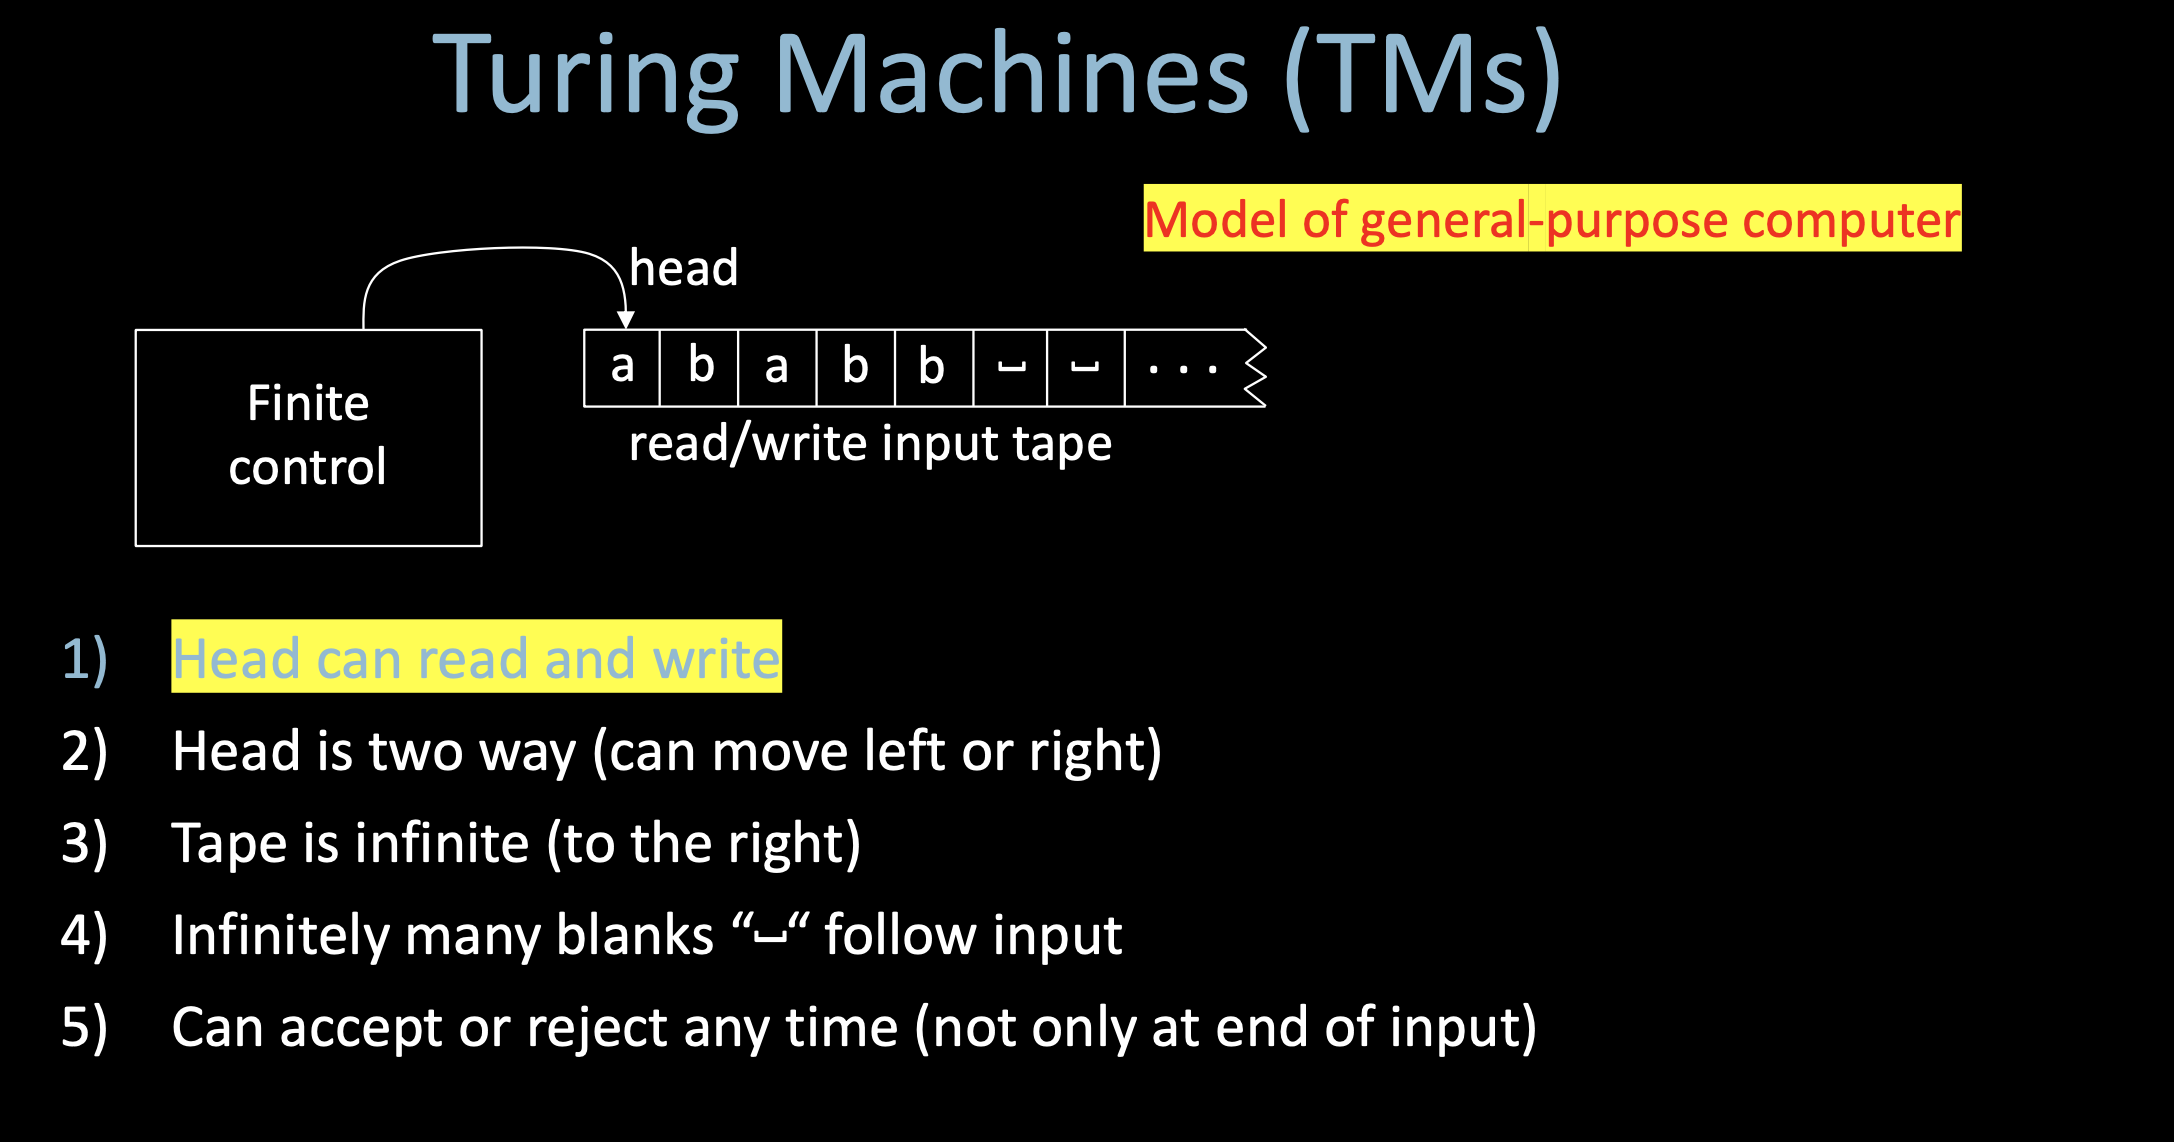 Turing Machines (TMs)
Model of general-purpose computer
head
Finite
control
a b a b b ⎵ ⎵ ...
read/write input tape
1) Head can read and write
2) Head is two way (can move left or right)
3) Tape is infinite (to the right)
4) Infinitely many blanks “⎵“ follow input
5) Can accept or reject any time (not only at end of input)